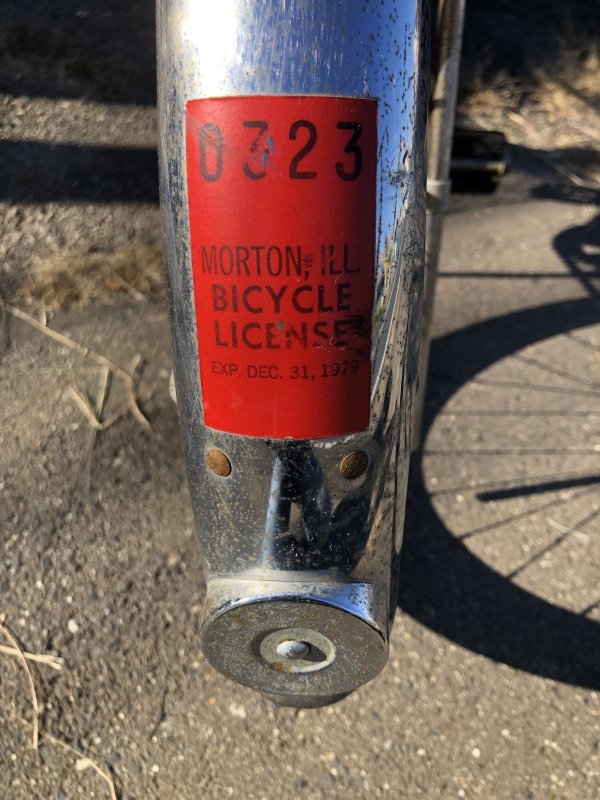 0323
MORTON, ILL.
BICYCLE
LICENSE
EXP. DEC. 31, 1979